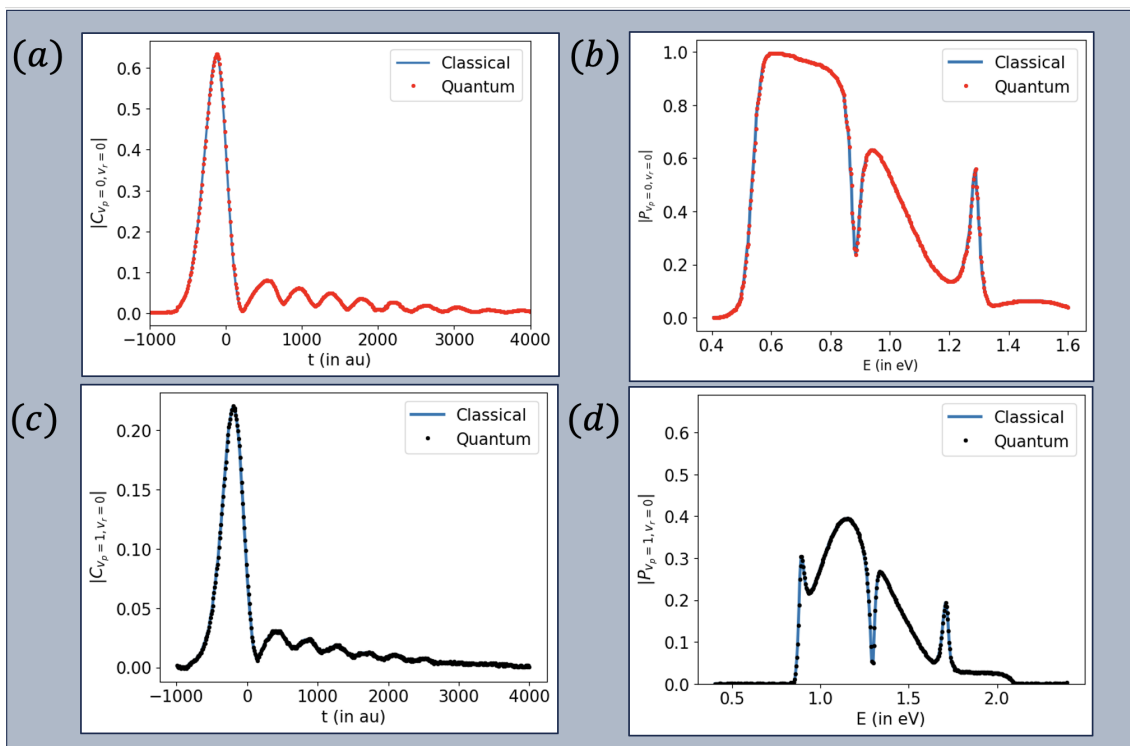 (a)
|C_{v_p=0,v_r=0}|
0.6
0.5
0.4
0.3
0.2
0.1
0.0
Classical
Quantum
−1000 0 1000 2000 3000 4000
t (in au)
(b)
|P_{v_p=0,v_r=0}|
1.0
0.8
0.6
0.4
0.2
0.0
Classical
Quantum
0.4 0.6 0.8 1.0 1.2 1.4 1.6
E (in eV)
(c)
|C_{v_p=1,v_r=0}|
0.20
0.15
0.10
0.05
0.00
Classical
Quantum
−1000 0 1000 2000 3000 4000
t (in au)
(d)
|P_{v_p=1,v_r=0}|
0.6
0.5
0.4
0.3
0.2
0.1
0.0
Classical
Quantum
0.5 1.0 1.5 2.0
E (in eV)